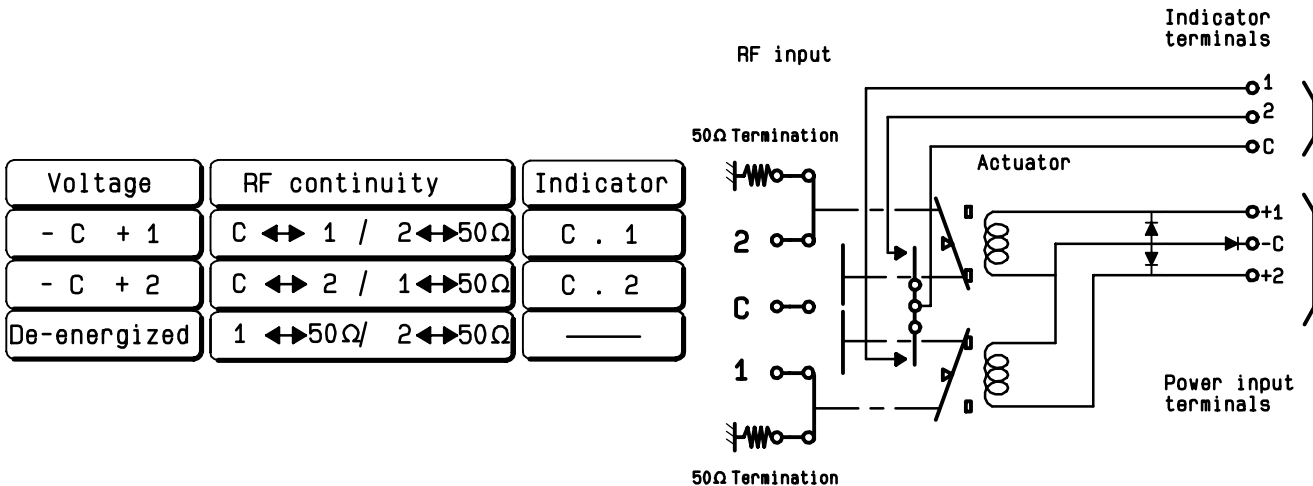 Voltage RF continuity Indicator
- C + 1 C ↔ 1 / 2↔50Ω C . 1
- C + 2 C ↔ 2 / 1↔50Ω C . 2
De-energized 1 ↔50Ω/ 2↔50Ω
Indicator
terminals
RF input
1
2
C
50Ω Termination
Actuator
+1
-C
+2
2
C
1
Power input
terminals
50Ω Termination